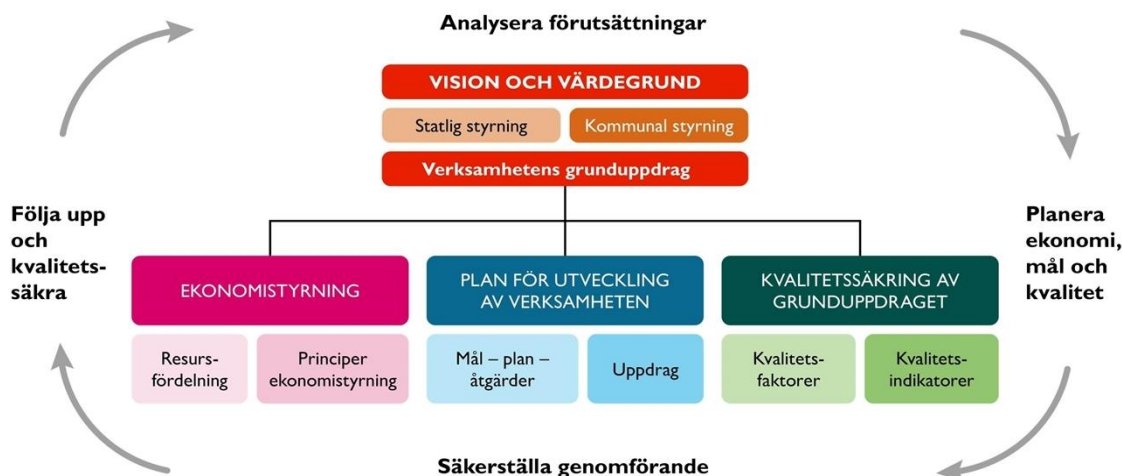 Analysera förutsättningar
VISION OCH VÄRDEGRUND
Statlig styrning
Kommunal styrning
Verksamhetens grunduppdrag
Följa upp
och
kvalitets-
säkra
Planera
ekonomi,
mål och
kvalitet
EKONOMISTYRNING
PLAN FÖR UTVECKLING
AV VERKSAMHETEN
KVALITETSSÄKRING AV
GRUNDUPPDRAGET
Resurs-
fördelning
Principer
ekonomistyrning
Mål – plan –
åtgärder
Uppdrag
Kvalitets-
faktorer
Kvalitets-
indikatorer
Säkerställa genomförande